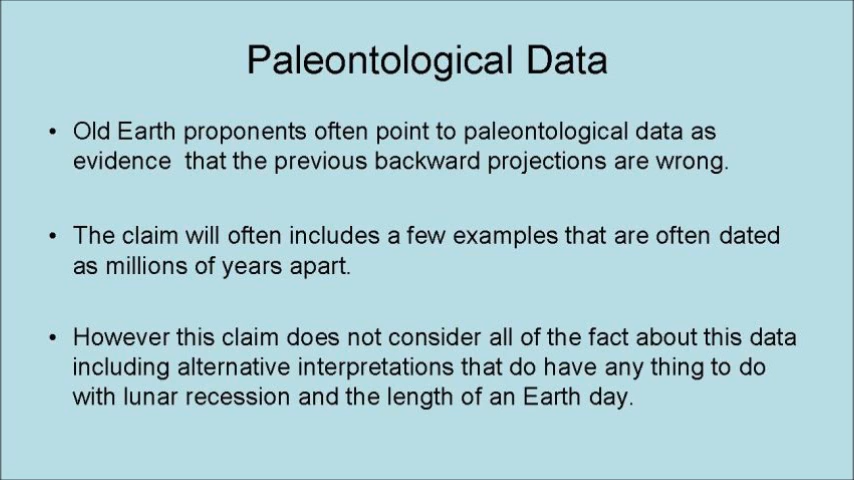 Paleontological Data
• Old Earth proponents often point to paleontological data as
evidence  that the previous backward projections are wrong.
• The claim will often includes a few examples that are often dated
as millions of years apart.
• However this claim does not consider all of the fact about this data
including alternative interpretations that do have any thing to do
with lunar recession and the length of an Earth day.